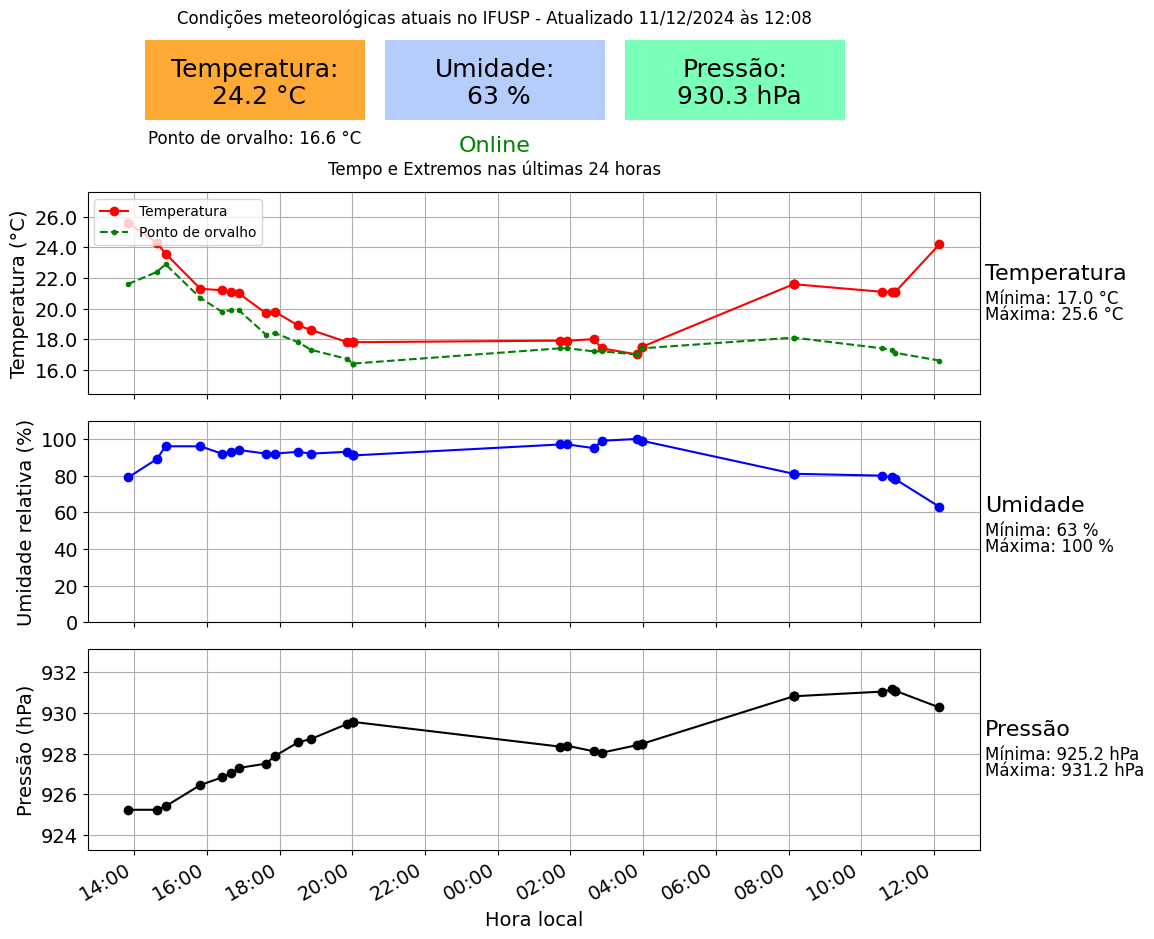 Condições meteorológicas atuais no IFUSP - Atualizado 11/12/2024 às 12:08
Temperatura:
24.2 °C
Umidade:
63 %
Pressão:
930.3 hPa
Ponto de orvalho: 16.6 °C
Online
Tempo e Extremos nas últimas 24 horas
Temperatura (°C)
26.0
24.0
22.0
20.0
18.0
16.0
Temperatura
Ponto de orvalho
Temperatura
Mínima: 17.0 °C
Máxima: 25.6 °C
Umidade relativa (%)
100
80
60
40
20
0
Umidade
Mínima: 63 %
Máxima: 100 %
Pressão (hPa)
932
930
928
926
924
Pressão
Mínima: 925.2 hPa
Máxima: 931.2 hPa
14:00
16:00
18:00
20:00
22:00
00:00
02:00
04:00
06:00
08:00
10:00
12:00
Hora local